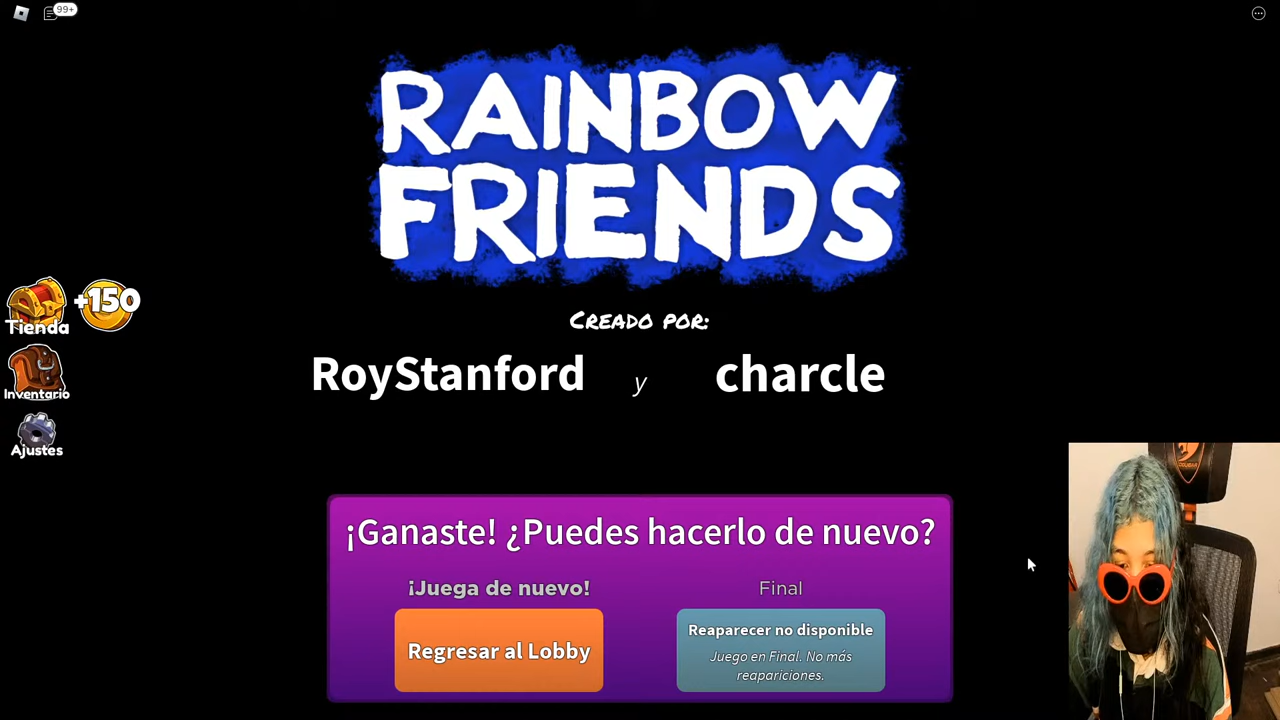 99+
RAINBOW
FRIENDS
+150
Tienda
Inventario
Ajustes
CREADO POR:
RoyStanford y charcle
¡Ganaste! ¿Puedes hacerlo de nuevo?
¡Juega de nuevo!
Regresar al Lobby
Final
Reaparecer no disponible
Juego en Final. No más
reapariciones.
COUGAR